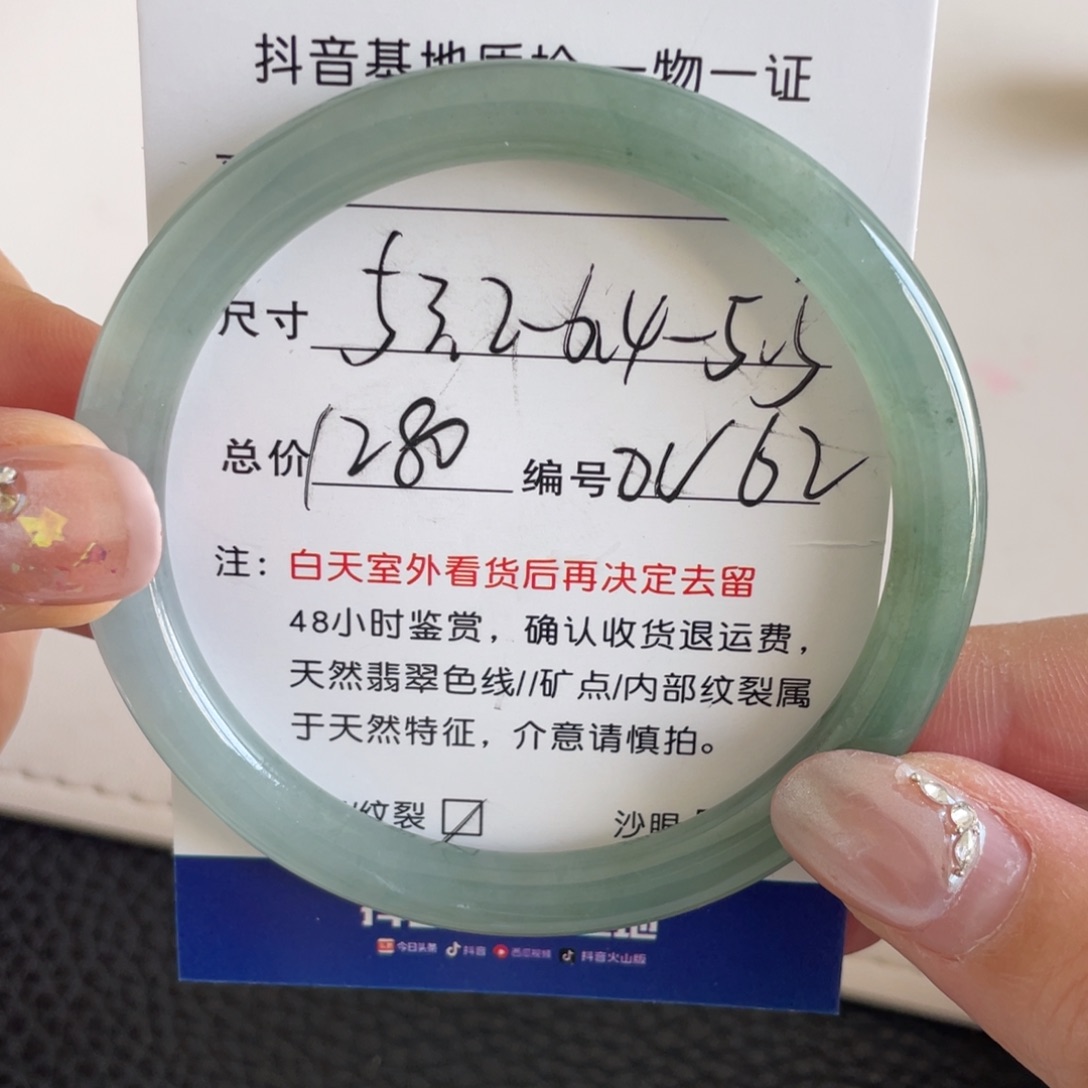 抖音基地质检 一物一证
尺寸 53.2-6.4-5.5
总价 1280 编号 62
注：白天室外看货后再决定去留
48小时鉴赏，确认收货退运费，
天然翡翠色线//矿点/内部纹裂属
于天然特征，介意请慎拍。
纹裂 沙眼
今日头条 抖音 西瓜视频 抖音火山版